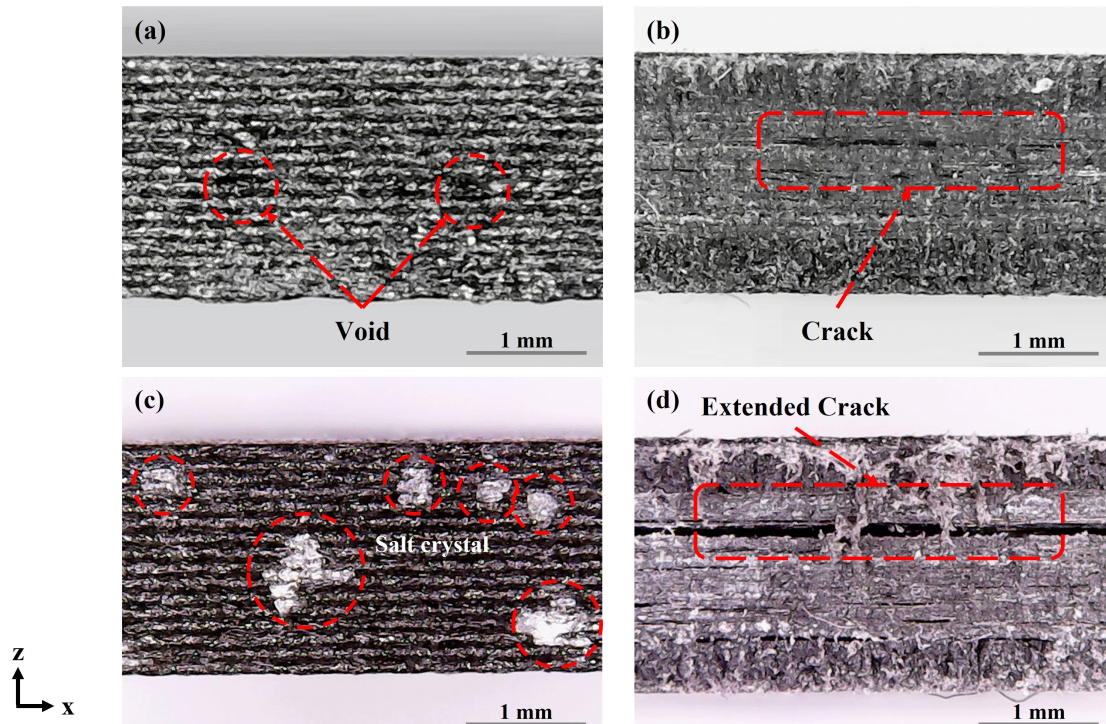 (a)
(b)
Void
1 mm
Crack
1 mm
(c)
(d)
Extended Crack
Salt crystal
z
x
1 mm
1 mm